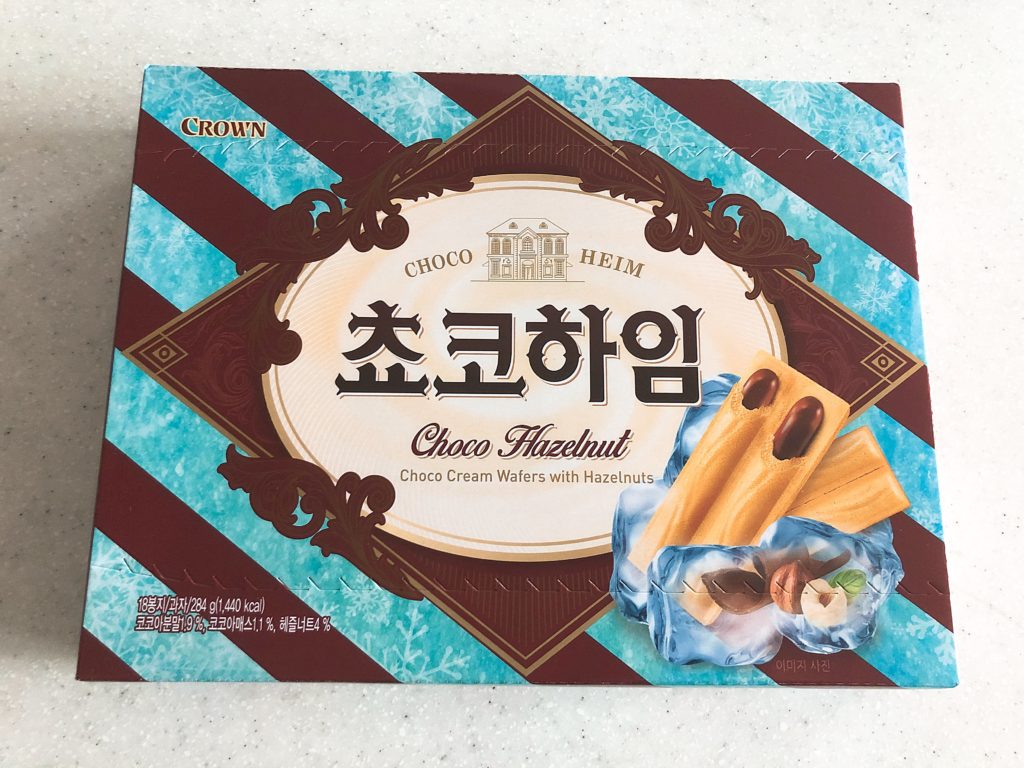 CROWN
CHOCO HEIM
쵸코하임
Choco Hazelnut
Choco Cream Wafers with Hazelnuts
18봉지/과자/284 g(1,440 kcal)
코코아분말1.9 %, 코코아매스1.1 %, 헤즐너트4 %
이미지 사진